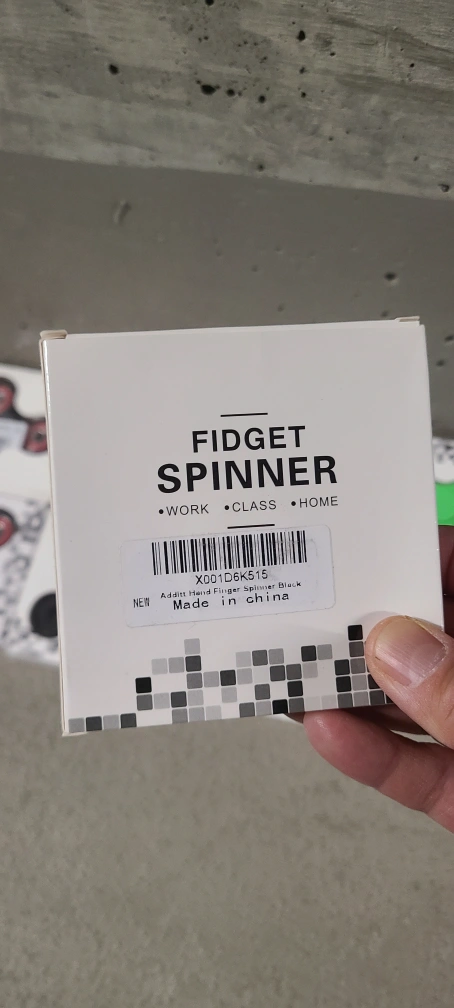 FIDGET
SPINNER
•WORK •CLASS •HOME
X001D6K515
Additt Hand Finger Spinner Black
NEW Made in china